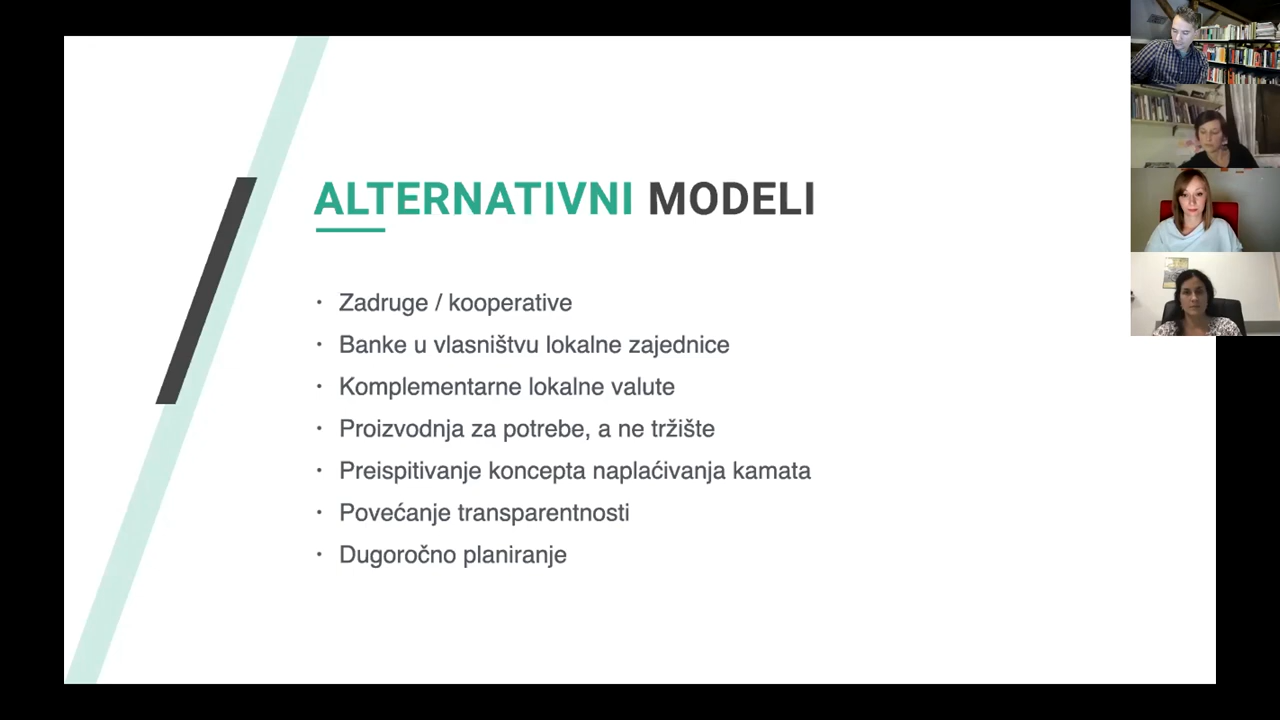 ALTERNATIVNI MODELI
· Zadruge / kooperative
· Banke u vlasništvu lokalne zajednice
· Komplementarne lokalne valute
· Proizvodnja za potrebe, a ne tržište
· Preispitivanje koncepta naplaćivanja kamata
· Povećanje transparentnosti
· Dugoročno planiranje